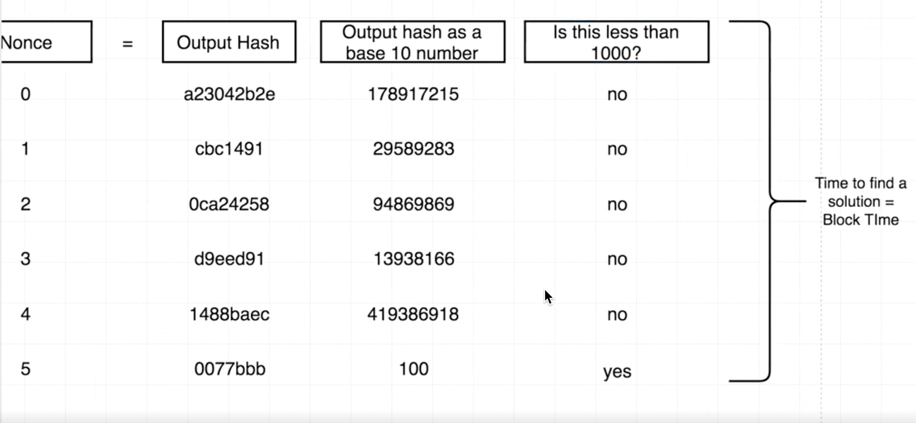 Nonce = Output Hash Output hash as a base 10 number Is this less than 1000?
0 a23042b2e 178917215 no
1 cbc1491 29589283 no
2 0ca24258 94869869 no
3 d9eed91 13938166 no
4 1488baec 419386918 no
5 0077bbb 100 yes
Time to find a
solution =
Block TIme